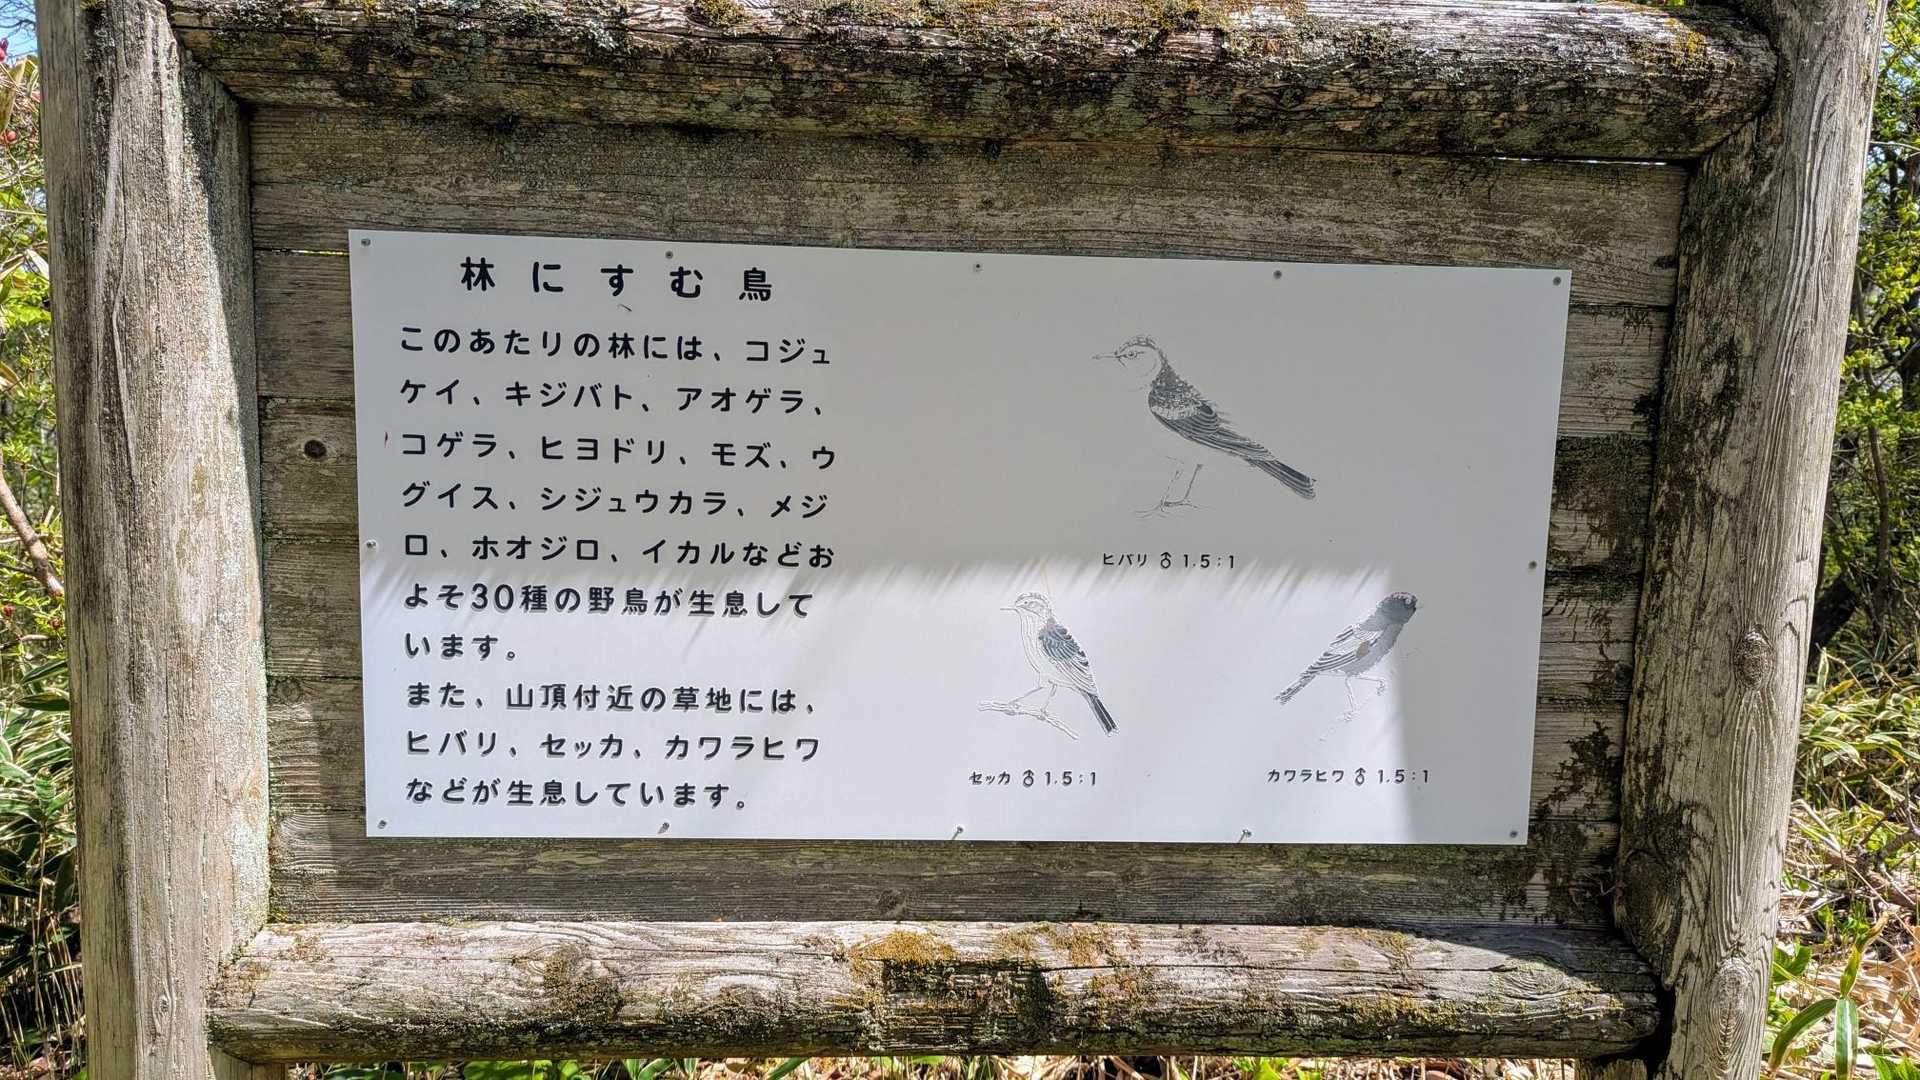 林にすむ鳥
このあたりの林には、コジュ
ケイ、キジバト、アオゲラ、
コゲラ、ヒヨドリ、モズ、ウ
グイス、シジュウカラ、メジ
ロ、ホオジロ、イカルなどお
よそ30種の野鳥が生息して
います。
また、山頂付近の草地には、
ヒバリ、セッカ、カワラヒワ
などが生息しています。
ヒバリ ♂ 1.5:1
セッカ ♂ 1.5:1
カワラヒワ ♂ 1.5:1